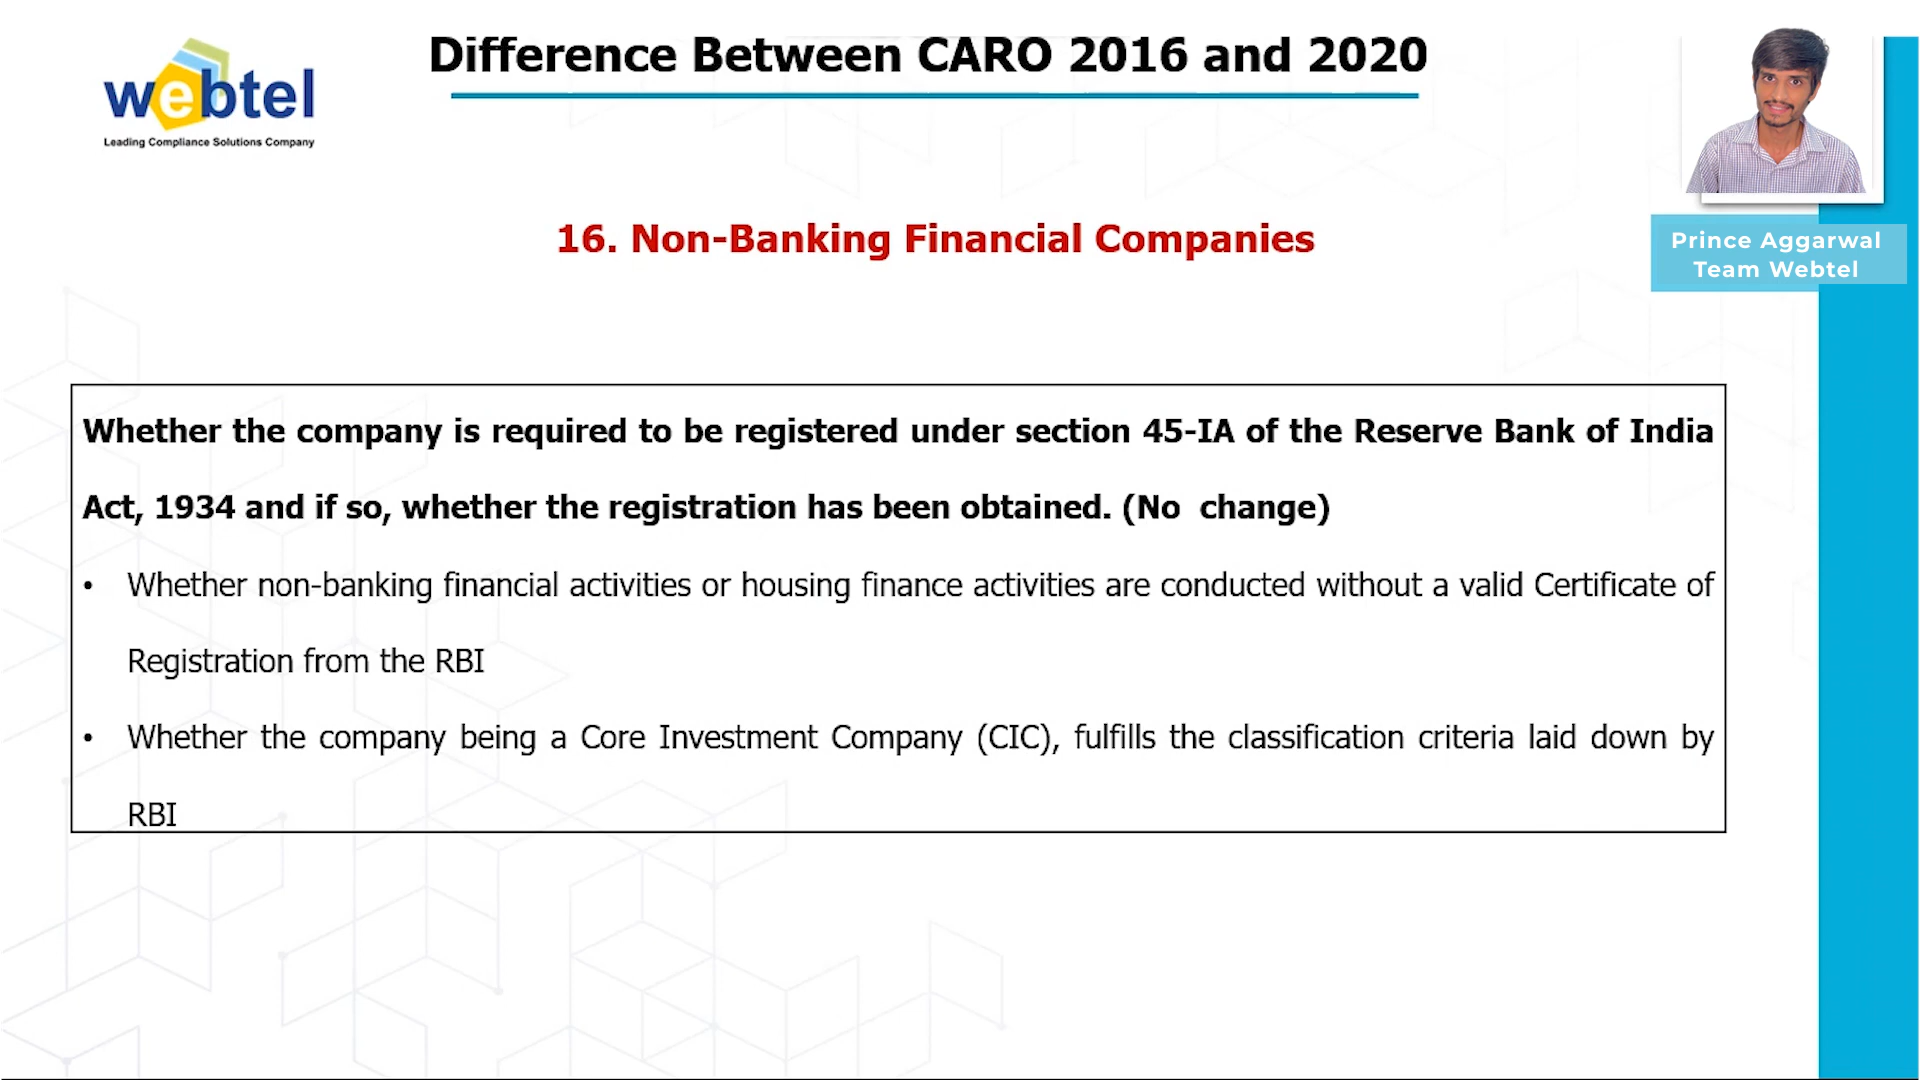 Difference Between CARO 2016 and 2020
webtel
Leading Compliance Solutions Company
Prince Aggarwal
Team Webtel
16. Non-Banking Financial Companies
Whether the company is required to be registered under section 45-IA of the Reserve Bank of India
Act, 1934 and if so, whether the registration has been obtained. (No change)
• Whether non-banking financial activities or housing finance activities are conducted without a valid Certificate of
Registration from the RBI
• Whether the company being a Core Investment Company (CIC), fulfills the classification criteria laid down by
RBI